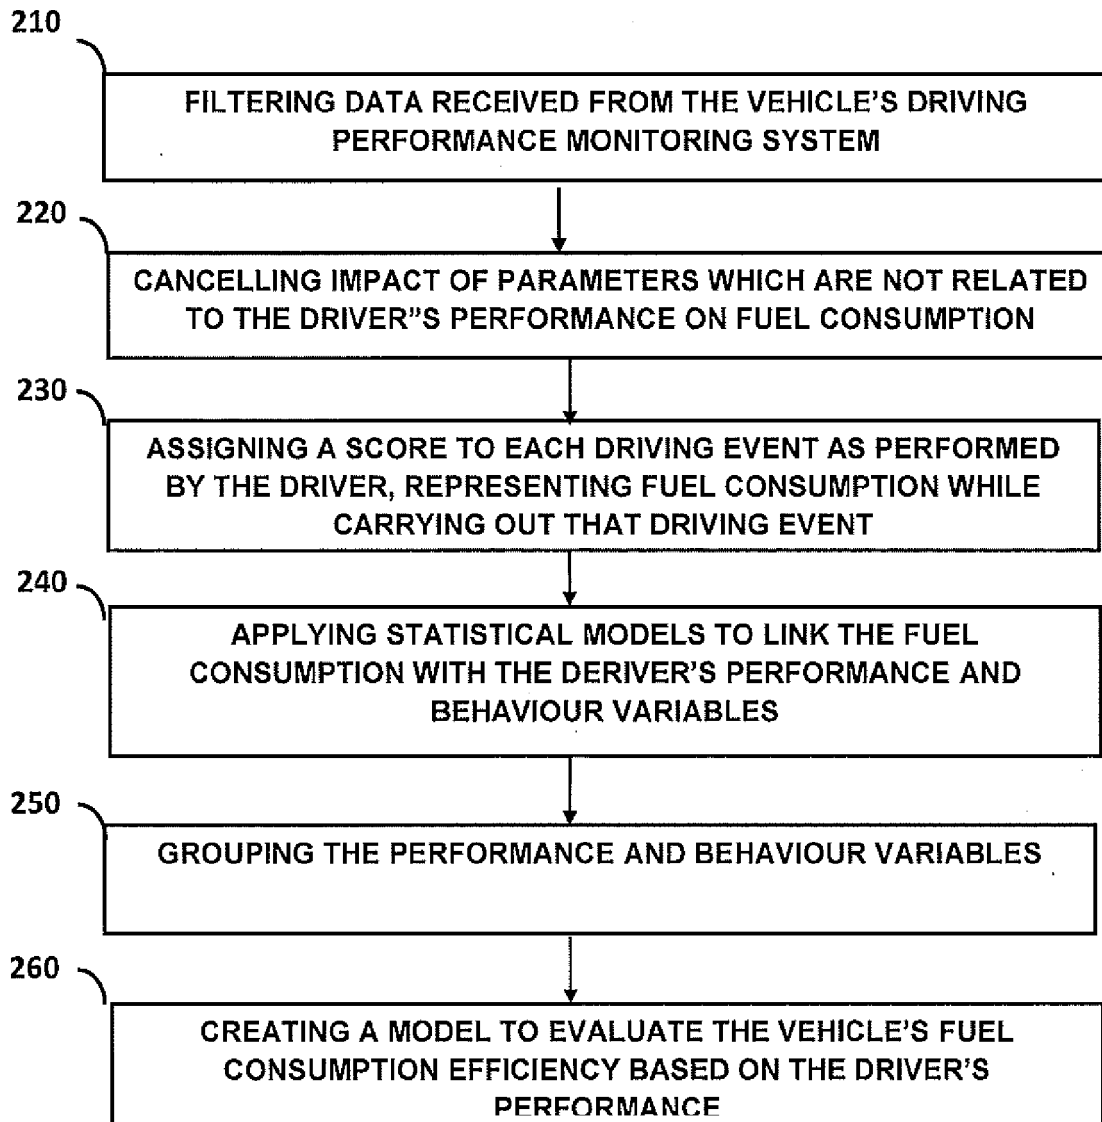 210
FILTERING DATA RECEIVED FROM THE VEHICLE'S DRIVING
PERFORMANCE MONITORING SYSTEM
220
CANCELLING IMPACT OF PARAMETERS WHICH ARE NOT RELATED
TO THE DRIVER"S PERFORMANCE ON FUEL CONSUMPTION
230
ASSIGNING A SCORE TO EACH DRIVING EVENT AS PERFORMED
BY THE DRIVER, REPRESENTING FUEL CONSUMPTION WHILE
CARRYING OUT THAT DRIVING EVENT
240
APPLYING STATISTICAL MODELS TO LINK THE FUEL
CONSUMPTION WITH THE DERIVER'S PERFORMANCE AND
BEHAVIOUR VARIABLES
250
GROUPING THE PERFORMANCE AND BEHAVIOUR VARIABLES
260
CREATING A MODEL TO EVALUATE THE VEHICLE'S FUEL
CONSUMPTION EFFICIENCY BASED ON THE DRIVER'S
PERFORMANCE